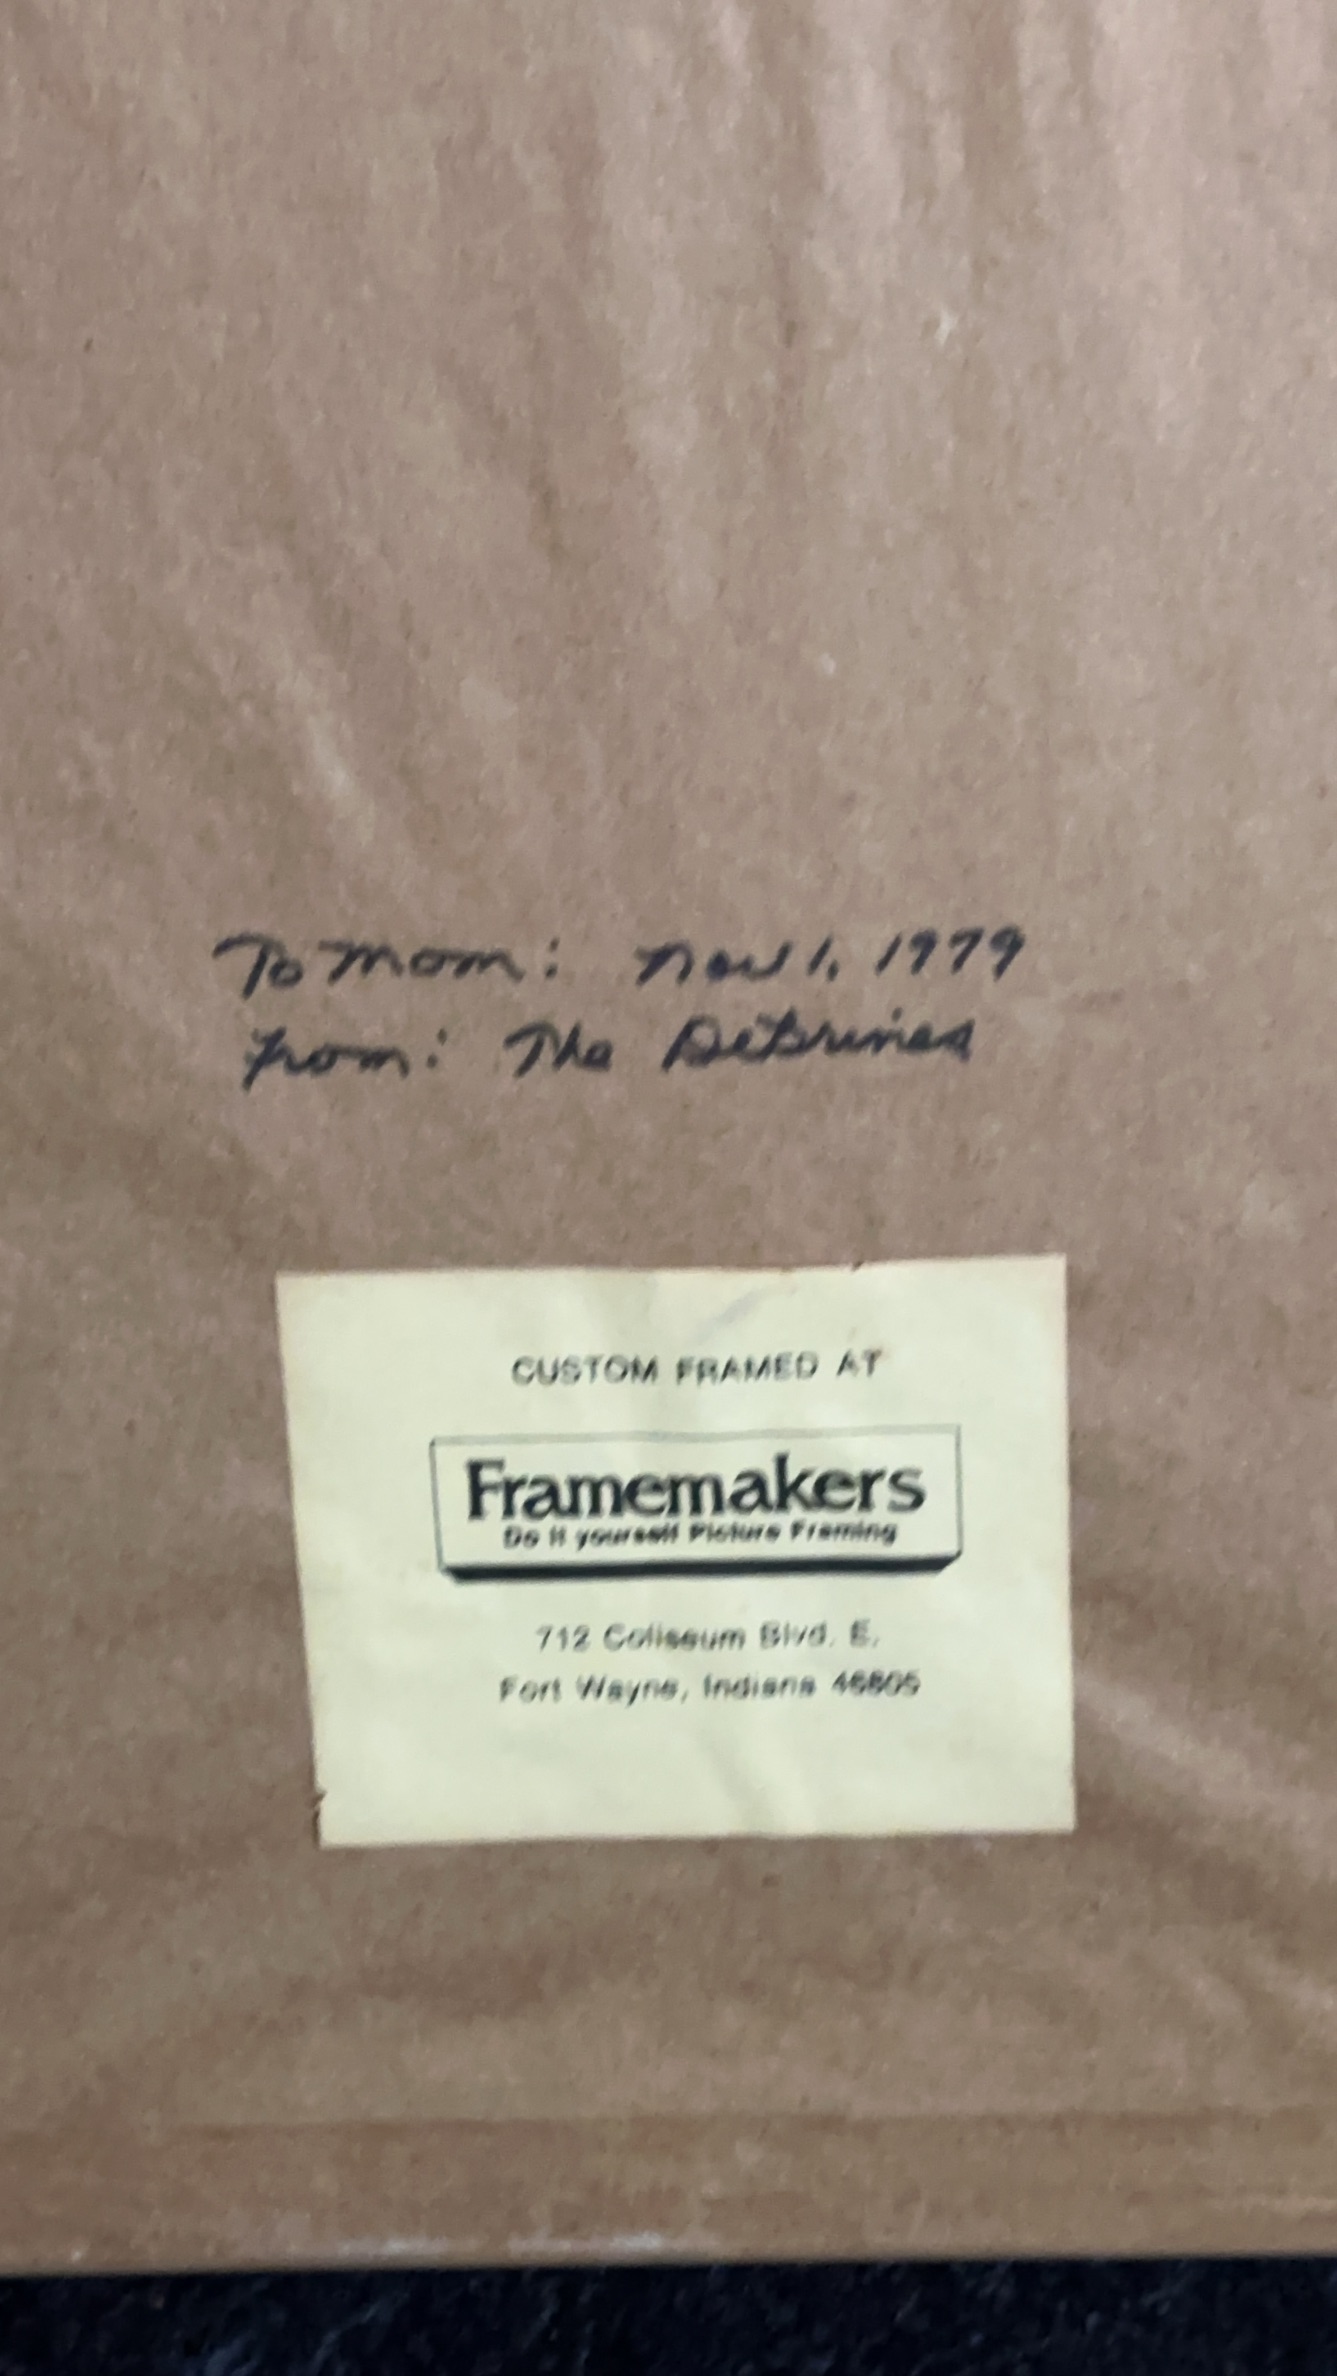 To Mom: Nov 1, 1979
From: The DeBrines
CUSTOM FRAMED AT
Framemakers
Do it yourself Picture Framing
712 Coliseum Blvd. E.
Fort Wayne, Indiana 46805